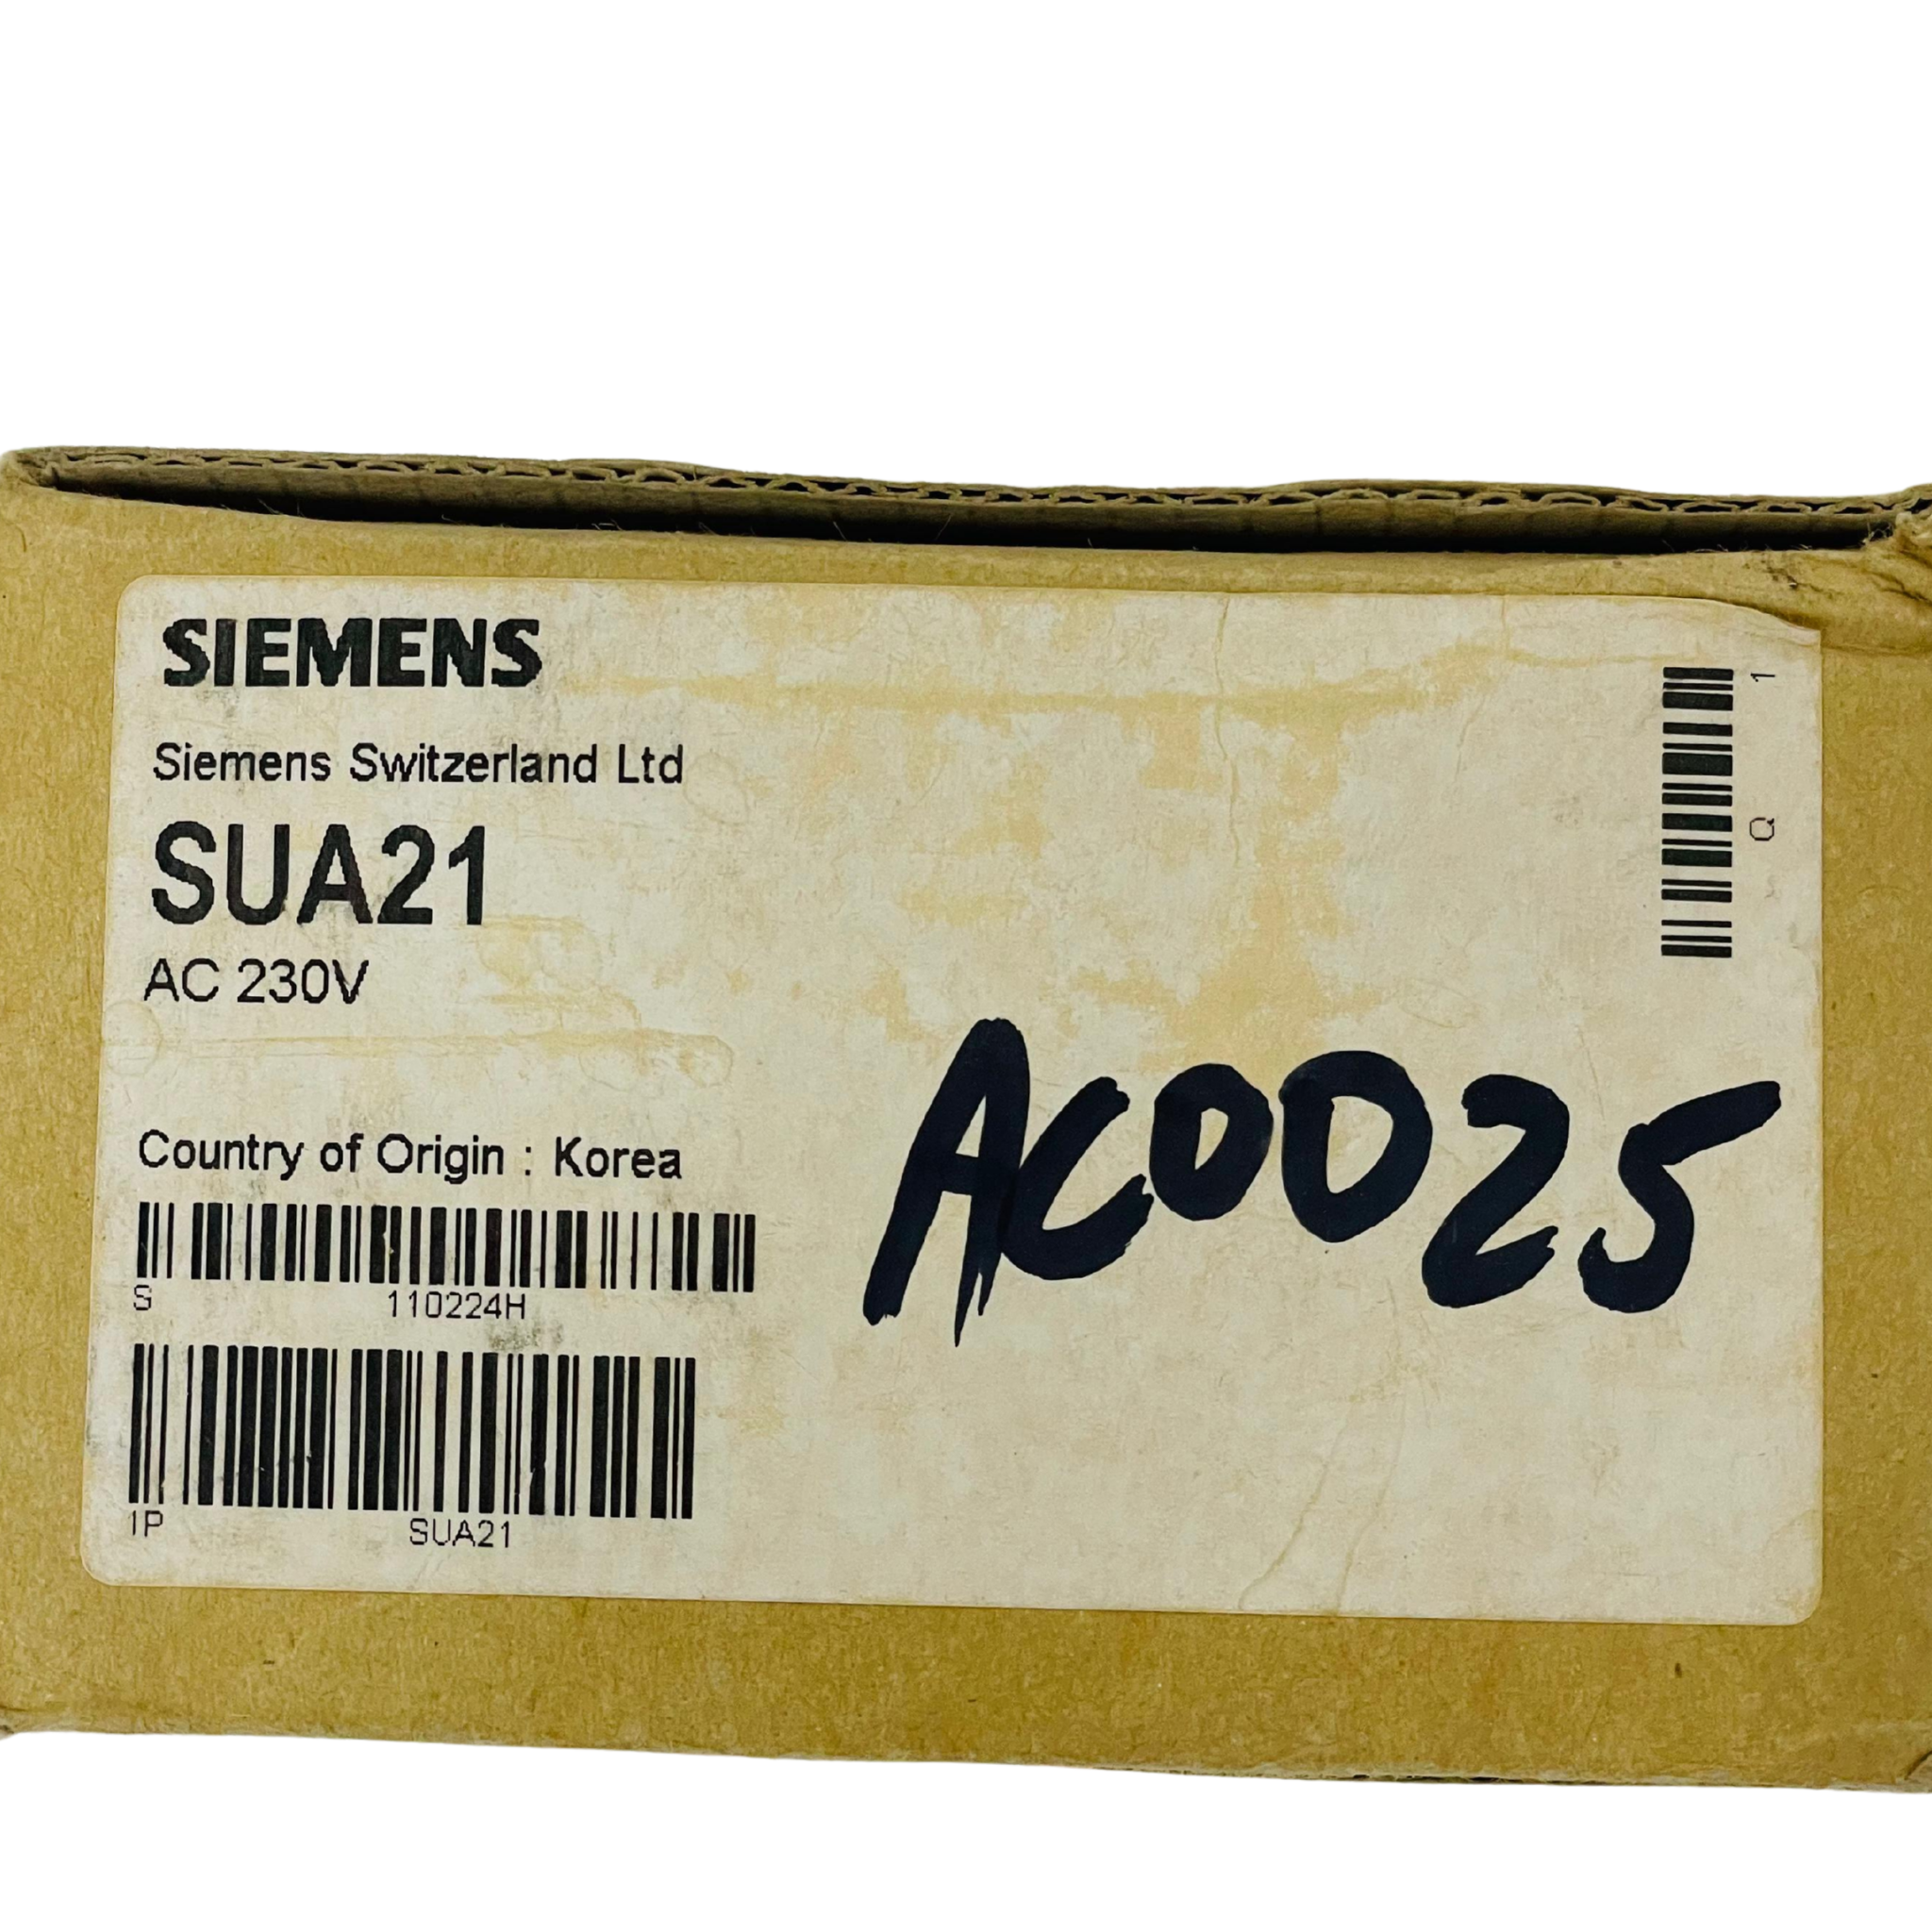 SIEMENS
Siemens Switzerland Ltd
SUA21
AC 230V
Country of Origin : Korea
S 110224H
1P SUA21
Q 1
AC0025